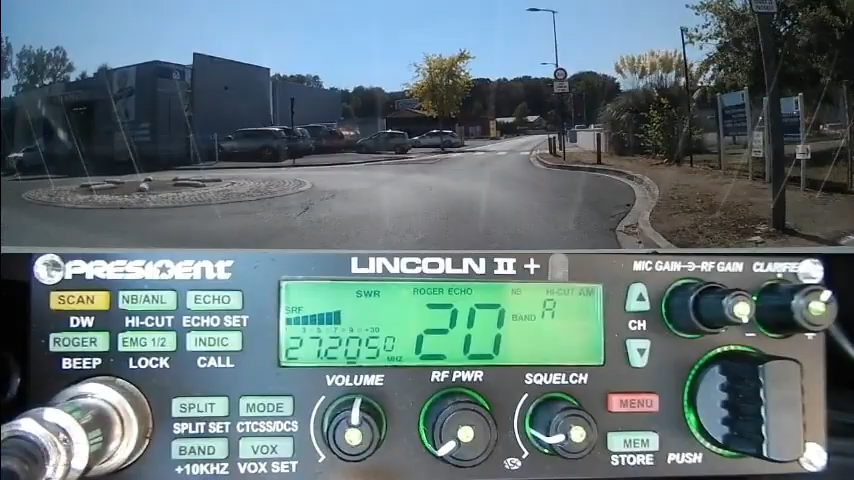 PRESIDENT
LINCOLN II +
MIC GAIN RF GAIN CLARIFIE
SCAN NB/ANL ECHO
DW HI-CUT ECHO SET
ROGER EMG 1/2 INDIC
BEEP LOCK CALL
SWR ROGER ECHO NB HI-CUT AM
SRF
20 BAND A
27.2050 MHZ
CH
VOLUME RF PWR SQUELCH
SPLIT MODE
SPLIT SET CTCSS/DCS
BAND VOX
+10KHZ VOX SET
MENU
MEM
STORE PUSH
ASC